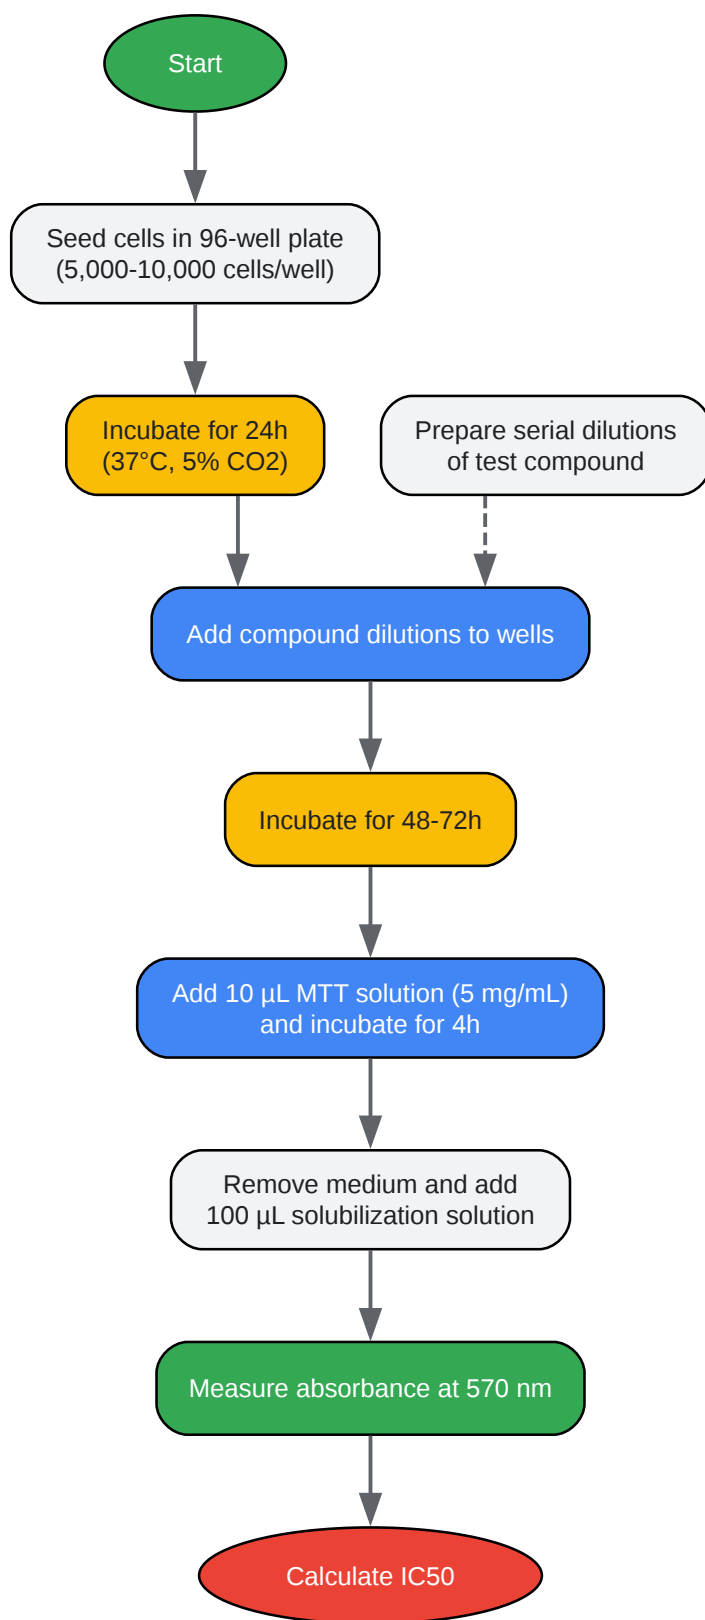 Start
Seed cells in 96-well plate
(5,000-10,000 cells/well)
Incubate for 24h
(37°C, 5% CO2)
Prepare serial dilutions
of test compound
Add compound dilutions to wells
Incubate for 48-72h
Add 10 µL MTT solution (5 mg/mL)
and incubate for 4h
Remove medium and add
100 µL solubilization solution
Measure absorbance at 570 nm
Calculate IC50